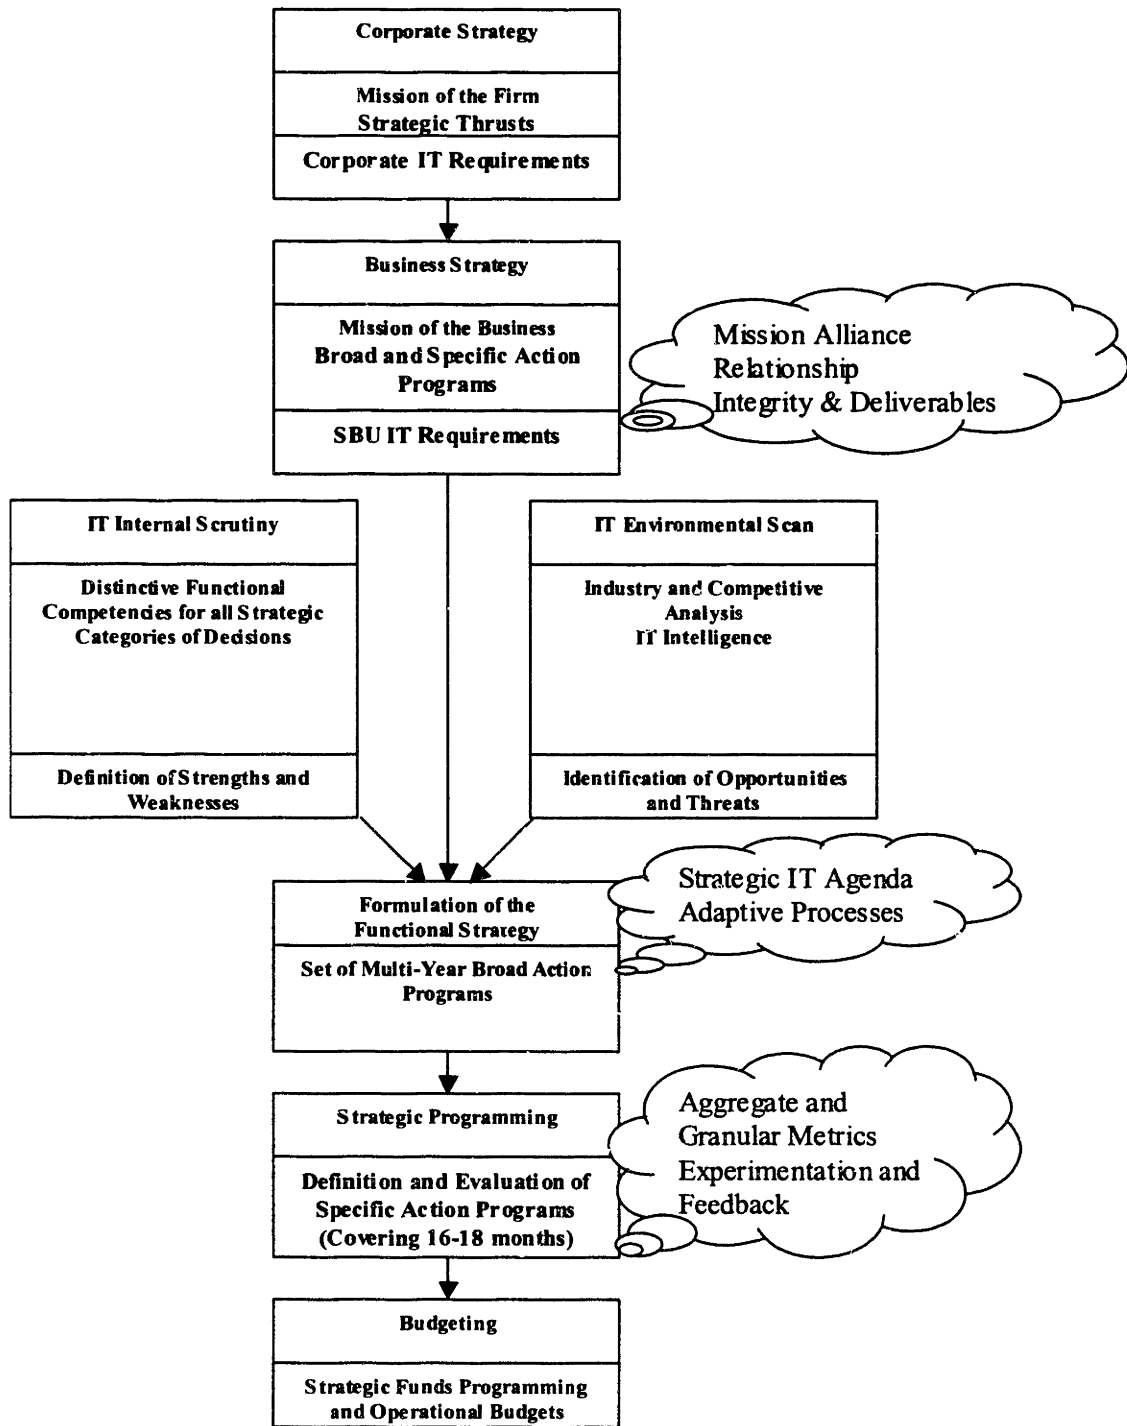 Corporate Strategy
Mission of the Firm
Strategic Thrusts
Corporate IT Requirements
Business Strategy
Mission of the Business
Broad and Specific Action
Programs
SBU IT Requirements
Mission Alliance
Relationship
Integrity & Deliverables
IT Internal Scrutiny
Distinctive Functional
Competencies for all Strategic
Categories of Decisions
Definition of Strengths and
Weaknesses
IT Environmental Scan
Industry and Competitive
Analysis
IT Intelligence
Identification of Opportunities
and Threats
Formulation of the
Functional Strategy
Set of Multi-Year Broad Action
Programs
Strategic IT Agenda
Adaptive Processes
Strategic Programming
Definition and Evaluation of
Specific Action Programs
(Covering 16-18 months)
Aggregate and
Granular Metrics
Experimentation and
Feedback
Budgeting
Strategic Funds Programming
and Operational Budgets